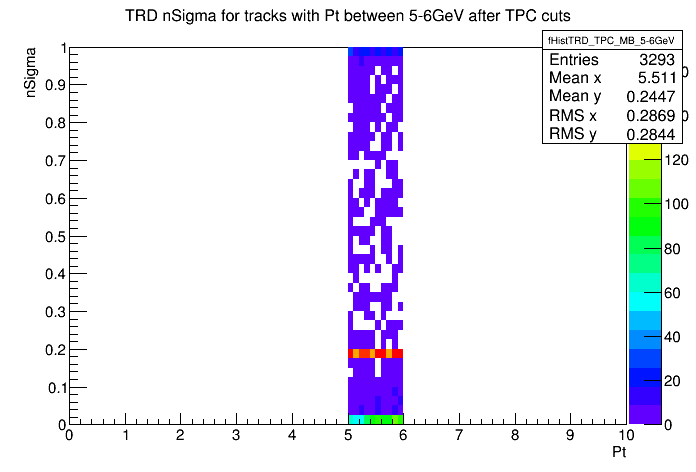 TRD nSigma for tracks with Pt between 5-6GeV after TPC cuts
fHistTRD_TPC_MB_5-6GeV
Entries 3293
Mean x 5.511
Mean y 0.2447
RMS x 0.2869
RMS y 0.2844
nSigma
1
0.9
0.8
0.7
0.6
0.5
0.4
0.3
0.2
0.1
0
0 1 2 3 4 5 6 7 8 9 10
Pt
120
100
80
60
40
20
0